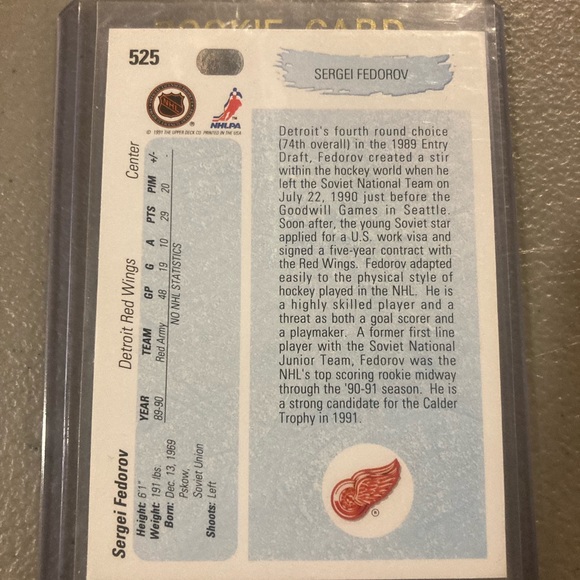 ROOKIE CARD
525
SERGEI FEDOROV
NHL
NHLPA
© 1991 THE UPPER DECK CO. PRINTED IN THE USA
Detroit's fourth round choice
(74th overall) in the 1989 Entry
Draft, Fedorov created a stir
within the hockey world when he
left the Soviet National Team on
July 22, 1990 just before the
Goodwill Games in Seattle.
Soon after, the young Soviet star
applied for a U.S. work visa and
signed a five-year contract with
the Red Wings. Fedorov adapted
easily to the physical style of
hockey played in the NHL. He is
a highly skilled player and a
threat as both a goal scorer and
a playmaker. A former first line
player with the Soviet National
Junior Team, Fedorov was the
NHL's top scoring rookie midway
through the '90-91 season. He is
a strong candidate for the Calder
Trophy in 1991.
®
Sergei Fedorov Detroit Red Wings Center
Height: 6'1"
Weight: 191 lbs.
Born: Dec. 13, 1969
Pskow,
Soviet Union
Shoots: Left
YEAR TEAM GP G A PTS PIM +/-
89-90 Red Army 48 19 10 29 20 -
NO NHL STATISTICS